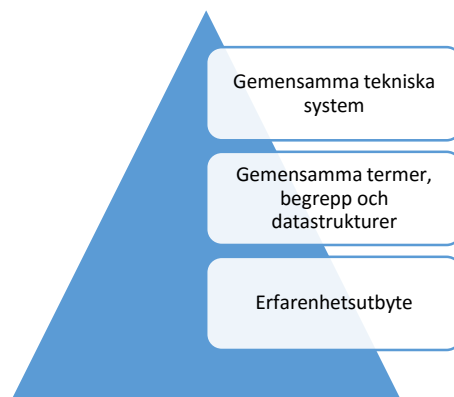 Gemensamma tekniska
system
Gemensamma termer,
begrepp och
datastrukturer
Erfarenhetsutbyte